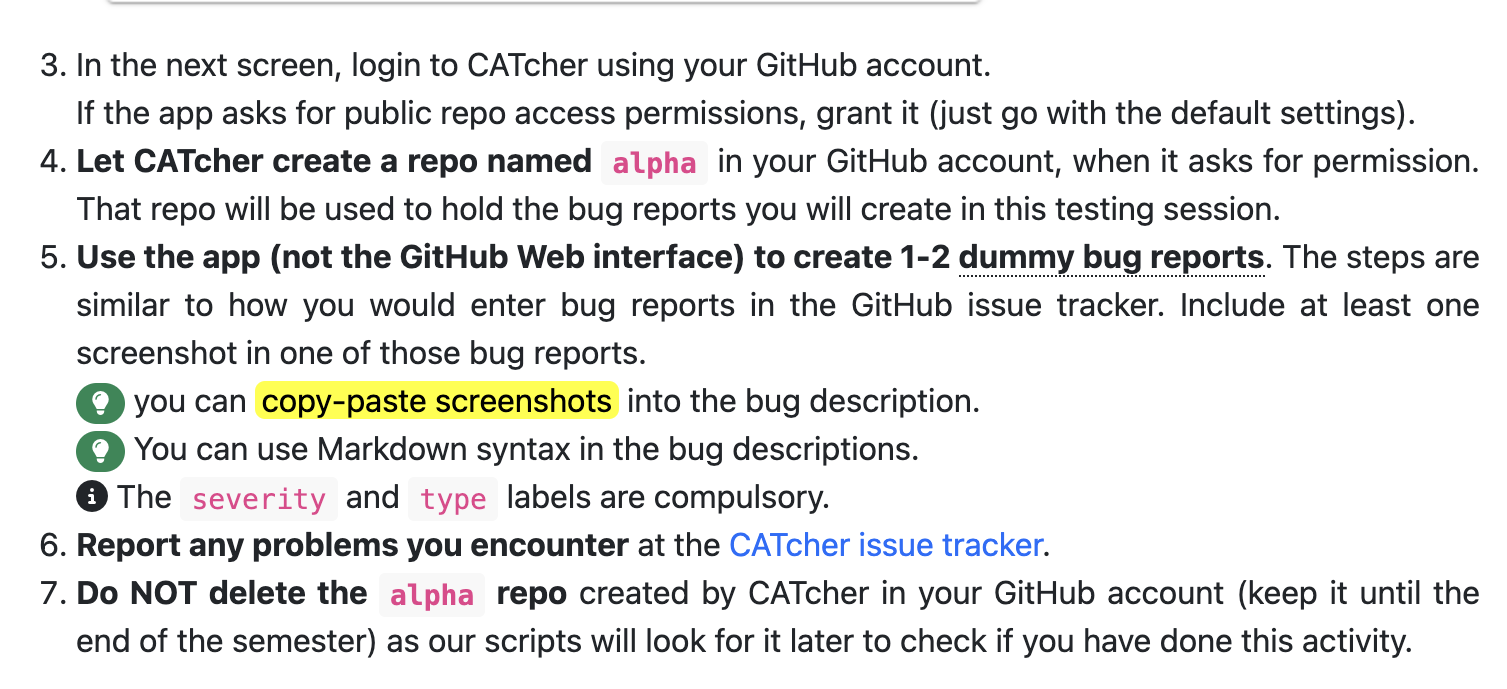 3. In the next screen, login to CATcher using your GitHub account.
If the app asks for public repo access permissions, grant it (just go with the default settings).
4. Let CATcher create a repo named alpha in your GitHub account, when it asks for permission.
That repo will be used to hold the bug reports you will create in this testing session.
5. Use the app (not the GitHub Web interface) to create 1-2 dummy bug reports. The steps are
similar to how you would enter bug reports in the GitHub issue tracker. Include at least one
screenshot in one of those bug reports.
you can copy-paste screenshots into the bug description.
You can use Markdown syntax in the bug descriptions.
The severity and type labels are compulsory.
6. Report any problems you encounter at the CATcher issue tracker.
7. Do NOT delete the alpha repo created by CATcher in your GitHub account (keep it until the
end of the semester) as our scripts will look for it later to check if you have done this activity.